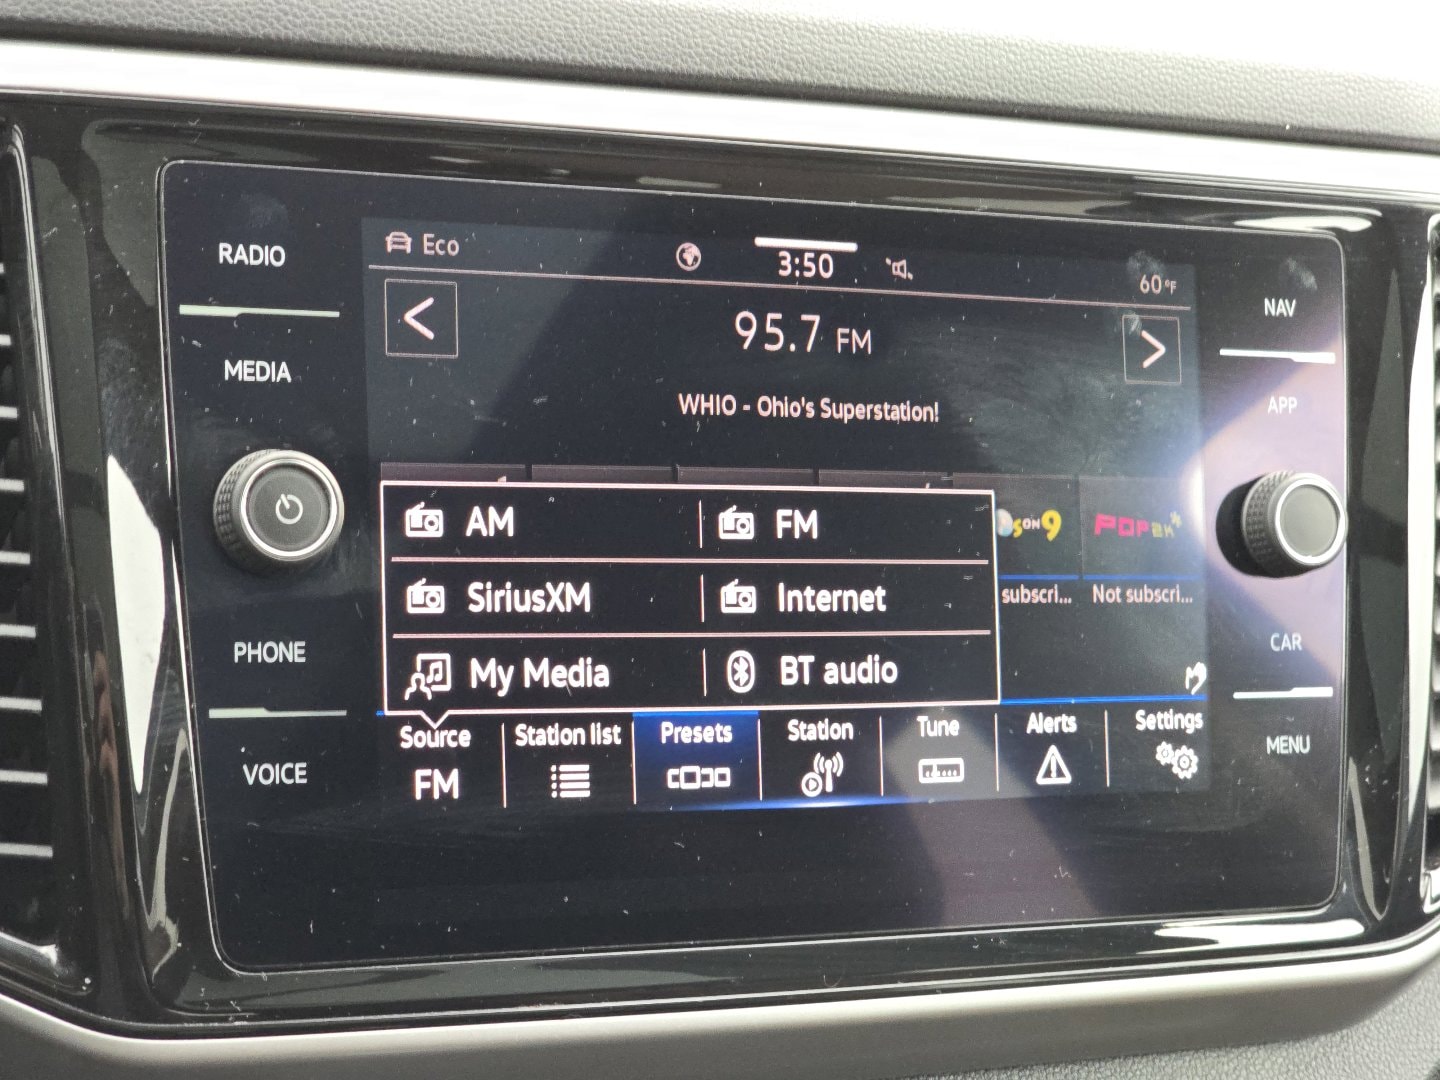 RADIO
MEDIA
PHONE
VOICE
Eco
3:50
60°F
<
95.7 FM
>
WHIO - Ohio's Superstation!
AM
FM
SiriusXM
Internet
My Media
BT audio
SON9
POP2K
subscri...
Not subscri...
Source
FM
Station list
Presets
Station
Tune
Alerts
Settings
NAV
APP
CAR
MENU